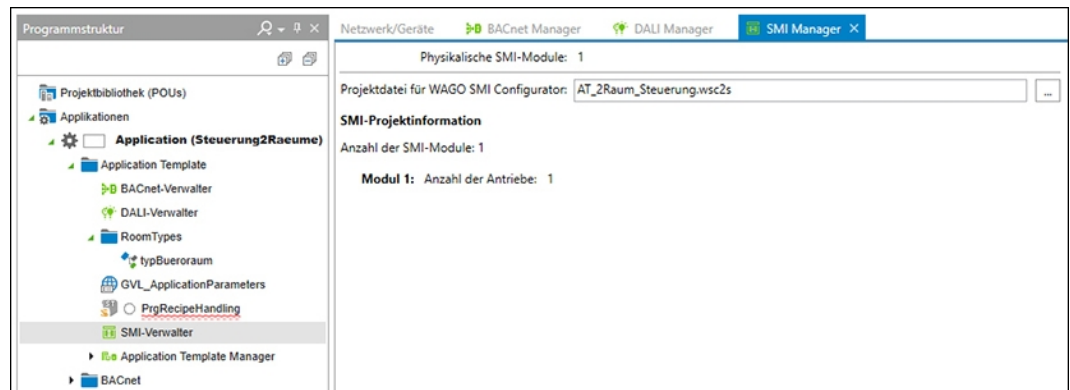 Programmstruktur
Projektbibliothek (POUs)
Applikationen
Application (Steuerung2Raeume)
Application Template
BACnet-Verwalter
DALI-Verwalter
RoomTypes
typBueroraum
GVL_ApplicationParameters
PrgRecipeHandling
SMI-Verwalter
Application Template Manager
BACnet
Netzwerk/Geräte BACnet Manager DALI Manager SMI Manager
Physikalische SMI-Module: 1
Projektdatei für WAGO SMI Configurator: AT_2Raum_Steuerung.wsc2s ...
SMI-Projektinformation
Anzahl der SMI-Module: 1
Modul 1: Anzahl der Antriebe: 1